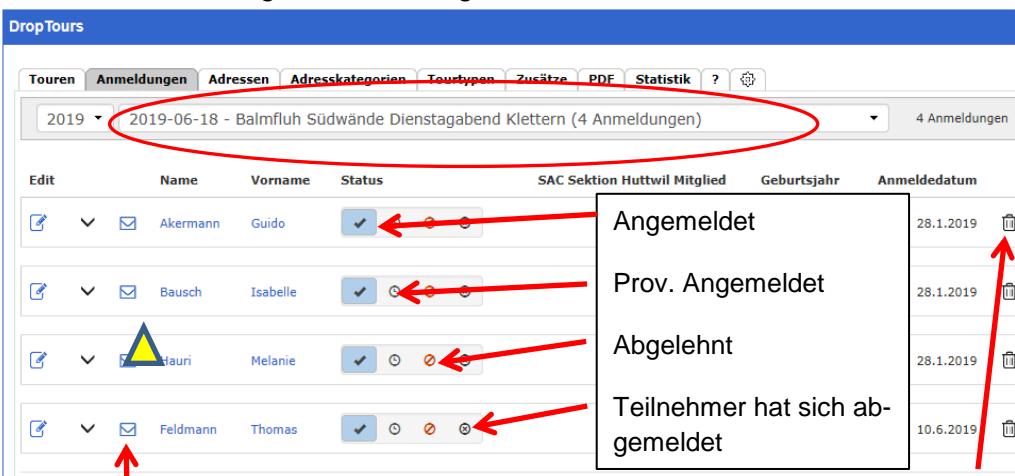 DropTours
Touren Anmeldungen Adressen Adresskategorien Tourtypen Zusätze PDF Statistik ?
2019 2019-06-18 - Balmfluh Südwände Dienstagabend Klettern (4 Anmeldungen) 4 Anmeldungen
Edit Name Vorname Status SAC Sektion Huttwil Mitglied Geburtsjahr Anmeldedatum
Akermann Guido 28.1.2019
Bausch Isabelle 28.1.2019
Hauri Melanie 28.1.2019
Feldmann Thomas 10.6.2019
Angemeldet
Prov. Angemeldet
Abgelehnt
Teilnehmer hat sich ab-
gemeldet